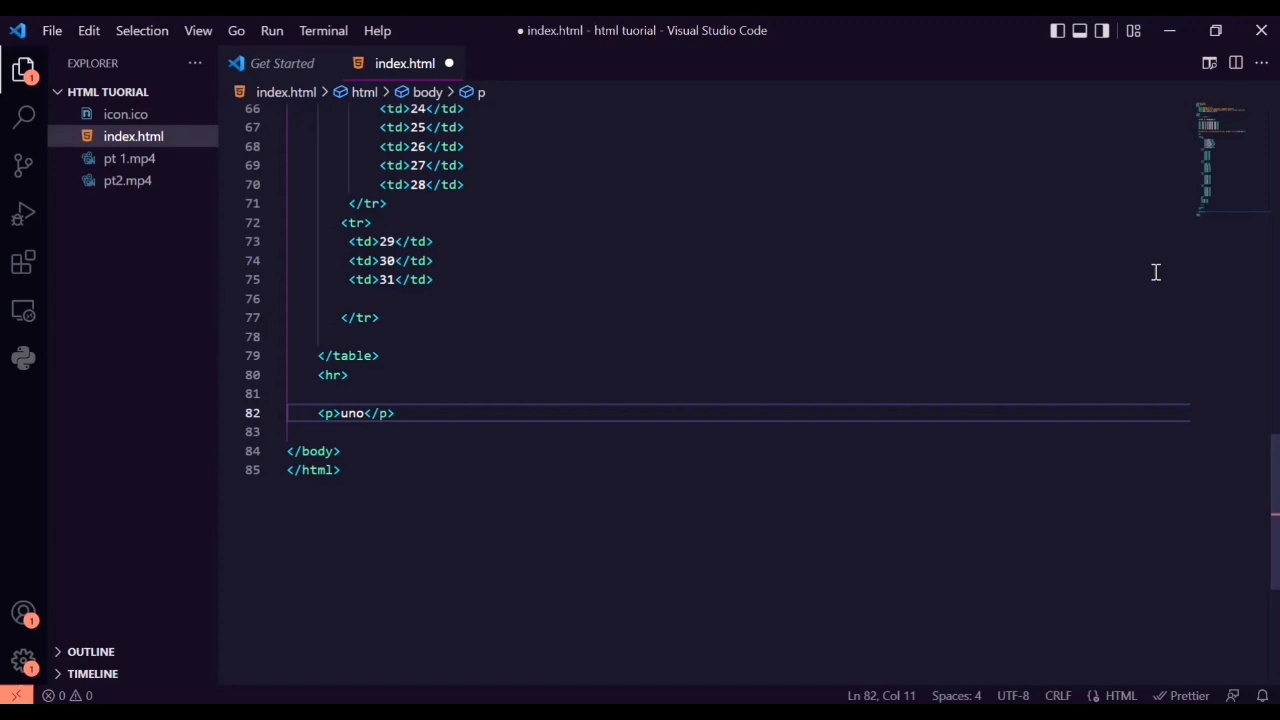 File Edit Selection View Go Run Terminal Help ● index.html - html tuorial - Visual Studio Code
EXPLORER ···
Get Started index.html ●
HTML TUORIAL
icon.ico
index.html
pt 1.mp4
pt2.mp4
index.html > html > body > p
66 <td>24</td>
67 <td>25</td>
68 <td>26</td>
69 <td>27</td>
70 <td>28</td>
71 </tr>
72 <tr>
73 <td>29</td>
74 <td>30</td>
75 <td>31</td>
76
77 </tr>
78
79 </table>
80 <hr>
81
82 <p>uno</p>
83
84 </body>
85 </html>
1
1
1
OUTLINE
TIMELINE
0 0 Ln 82, Col 11 Spaces: 4 UTF-8 CRLF HTML Prettier